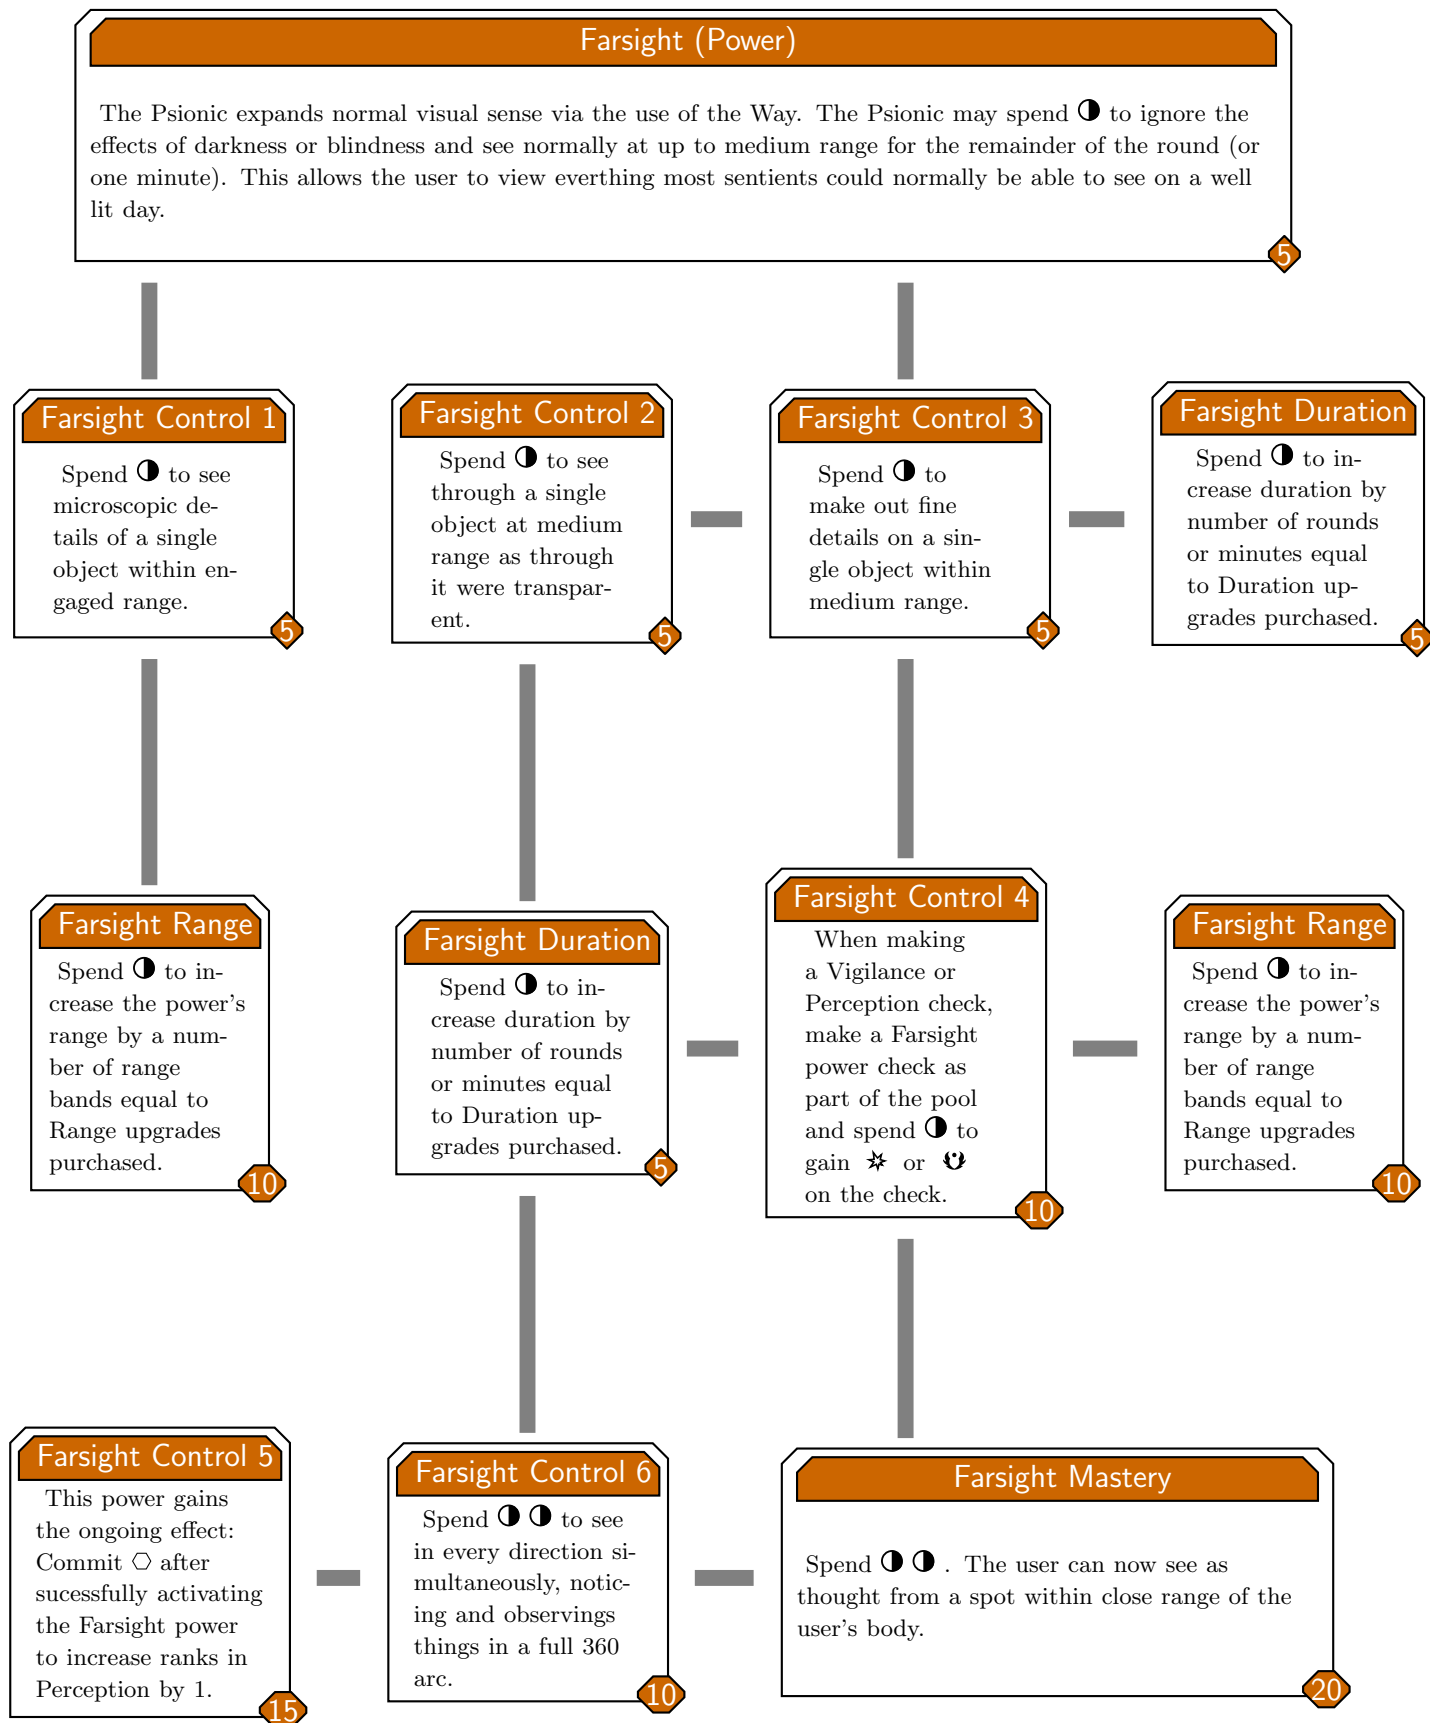 Farsight (Power)
The Psionic expands normal visual sense via the use of the Way. The Psionic may spend to ignore the
effects of darkness or blindness and see normally at up to medium range for the remainder of the round (or
one minute). This allows the user to view everthing most sentients could normally be able to see on a well
lit day.
5
Farsight Control 1
Spend to see
microscopic de-
tails of a single
object within en-
gaged range.
5
Farsight Control 2
Spend to see
through a single
object at medium
range as through
it were transpar-
ent.
5
Farsight Control 3
Spend to
make out fine
details on a sin-
gle object within
medium range.
5
Farsight Duration
Spend to in-
crease duration by
number of rounds
or minutes equal
to Duration up-
grades purchased.
5
Farsight Range
Spend to in-
crease the power's
range by a num-
ber of range
bands equal to
Range upgrades
purchased.
10
Farsight Duration
Spend to in-
crease duration by
number of rounds
or minutes equal
to Duration up-
grades purchased.
5
Farsight Control 4
When making
a Vigilance or
Perception check,
make a Farsight
power check as
part of the pool
and spend to
gain or
on the check.
10
Farsight Range
Spend to in-
crease the power's
range by a num-
ber of range
bands equal to
Range upgrades
purchased.
10
Farsight Control 5
This power gains
the ongoing effect:
Commit after
sucessfully activating
the Farsight power
to increase ranks in
Perception by 1.
15
Farsight Control 6
Spend to see
in every direction si-
multaneously, notic-
ing and observings
things in a full 360
arc.
10
Farsight Mastery
Spend . The user can now see as
thought from a spot within close range of the
user's body.
20